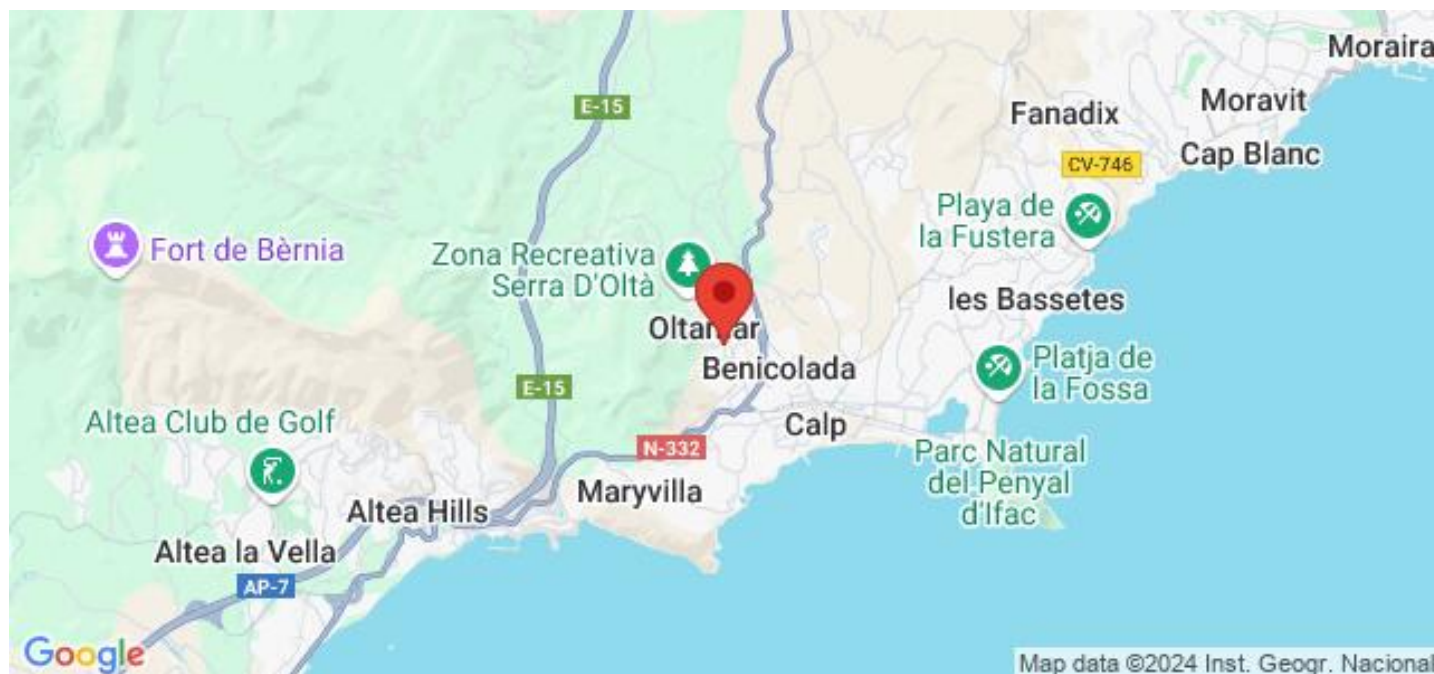 Moraira
E-15
Fanadix
Moravit
Cap Blanc
CV-746
Playa de
la Fustera
Fort de Bèrnia
Zona Recreativa
Serra D'Oltà
les Bassetes
Oltamar
Benicolada
Platja de
la Fossa
E-15
Altea Club de Golf
Calp
N-332
Parc Natural
del Penyal
d'Ifac
Maryvilla
Altea Hills
Altea la Vella
AP-7
Google
Map data ©2024 Inst. Geogr. Nacional